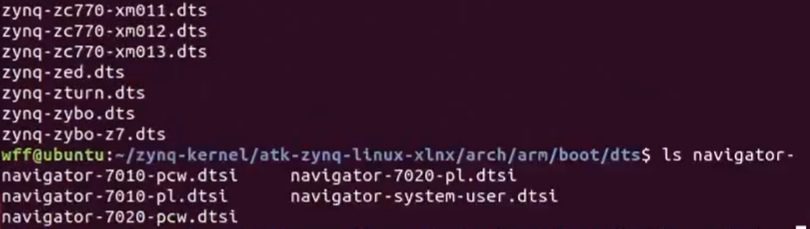 zynq-zc770-xm011.dts
zynq-zc770-xm012.dts
zynq-zc770-xm013.dts
zynq-zed.dts
zynq-zturn.dts
zynq-zybo.dts
zynq-zybo-z7.dts
wff@ubuntu:~/zynq-kernel/atk-zynq-linux-xlnx/arch/arm/boot/dts$ ls navigator-
navigator-7010-pcw.dtsi navigator-7020-pl.dtsi
navigator-7010-pl.dtsi navigator-system-user.dtsi
navigator-7020-pcw.dtsi